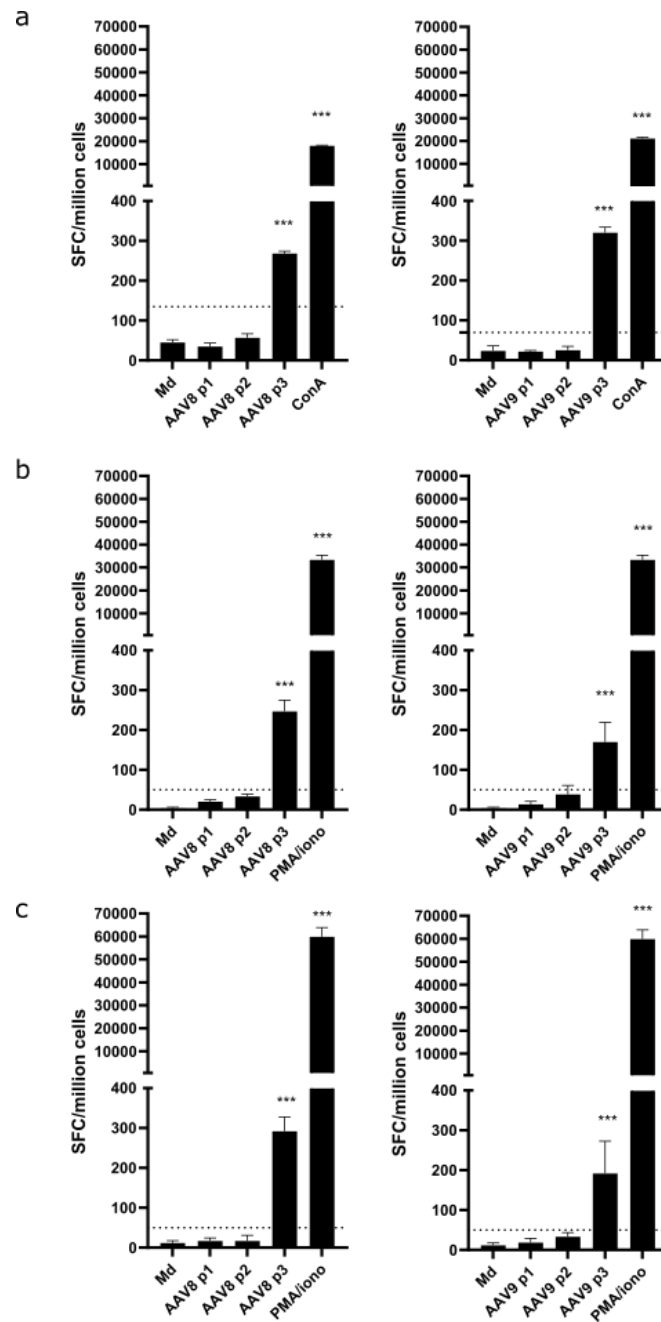 a
SFC/million cells
70000
60000
50000
40000
30000
20000
10000
400
300
200
100
0
***
***
Md
AAV8 p1
AAV8 p2
AAV8 p3
ConA
SFC/million cells
70000
60000
50000
40000
30000
20000
10000
400
300
200
100
0
***
***
Md
AAV9 p1
AAV9 p2
AAV9 p3
ConA
b
SFC/million cells
70000
60000
50000
40000
30000
20000
10000
400
300
200
100
0
***
***
Md
AAV8 p1
AAV8 p2
AAV8 p3
PMA/iono
SFC/million cells
70000
60000
50000
40000
30000
20000
10000
400
300
200
100
0
***
***
Md
AAV9 p1
AAV9 p2
AAV9 p3
PMA/iono
c
SFC/million cells
70000
60000
50000
40000
30000
20000
10000
400
300
200
100
0
***
***
Md
AAV8 p1
AAV8 p2
AAV8 p3
PMA/iono
SFC/million cells
70000
60000
50000
40000
30000
20000
10000
400
300
200
100
0
***
***
Md
AAV9 p1
AAV9 p2
AAV9 p3
PMA/iono